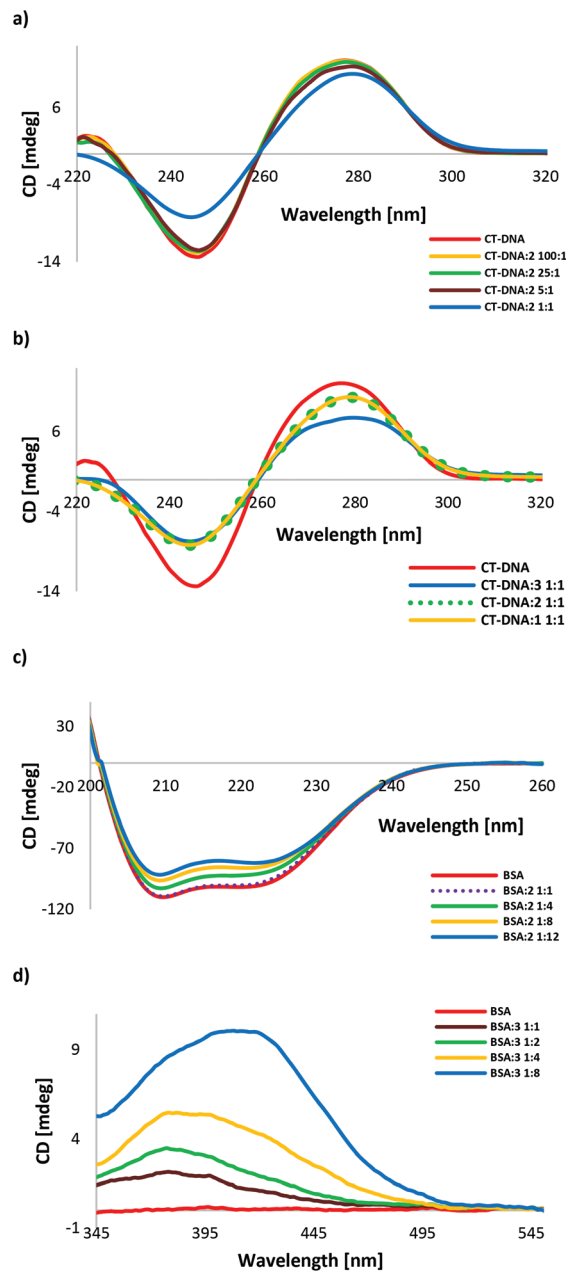 a)
6
220
240
260
280
300
320
-4
CD [mdeg]
Wavelength [nm]
-14
CT-DNA
CT-DNA:2 100:1
CT-DNA:2 25:1
CT-DNA:2 5:1
CT-DNA:2 1:1
b)
6
220
240
260
280
300
320
-4
CD [mdeg]
Wavelength [nm]
-14
CT-DNA
CT-DNA:3 1:1
CT-DNA:2 1:1
CT-DNA:1 1:1
c)
30
200
210
220
230
240
250
260
-20
CD [mdeg]
Wavelength [nm]
-70
-120
BSA
BSA:2 1:1
BSA:2 1:4
BSA:2 1:8
BSA:2 1:12
d)
BSA
BSA:3 1:1
BSA:3 1:2
BSA:3 1:4
BSA:3 1:8
9
4
-1
CD [mdeg]
345
395
445
495
545
Wavelength [nm]